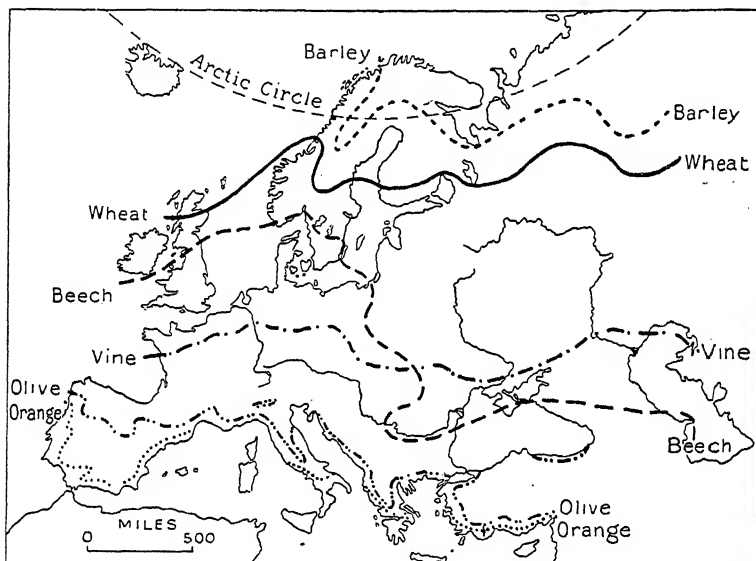 Barley
Arctic Circle
Barley
Wheat
Wheat
Beech
Vine
Vine
Olive
Orange
Beech
Olive
Orange
MILES
0 500